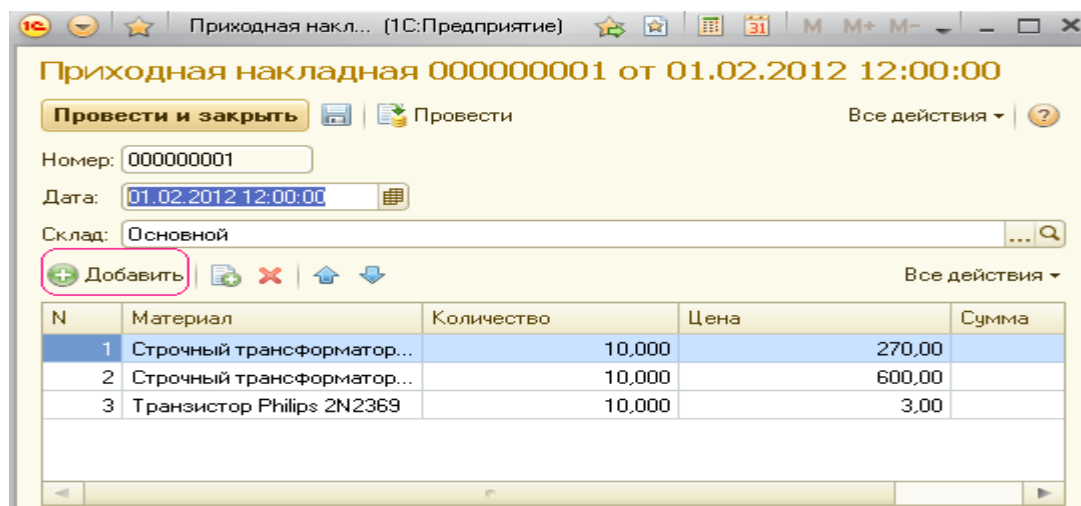 1С Приходная накл... (1С:Предприятие) 31 M M+ M-
Приходная накладная 000000001 от 01.02.2012 12:00:00
Провести и закрыть Провести Все действия ?
Номер: 000000001
Дата: 01.02.2012 12:00:00
Склад: Основной ...
Добавить Все действия
N Материал Количество Цена Сумма
1 Строчный трансформатор... 10,000 270,00
2 Строчный трансформатор... 10,000 600,00
3 Транзистор Philips 2N2369 10,000 3,00